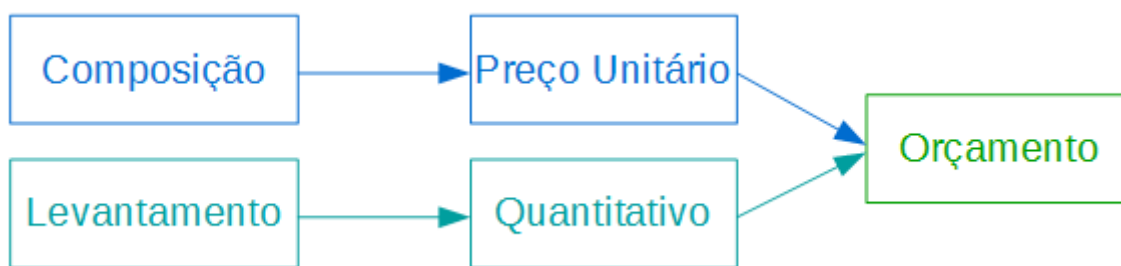 Composição
Preço Unitário
Orçamento
Levantamento
Quantitativo